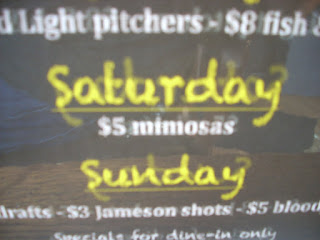 d Light pitchers - $8 fish &
Saturday
$5 mimosas
Sunday
drafts - $3 Jameson shots - $5 blood
Specials for dine-in only